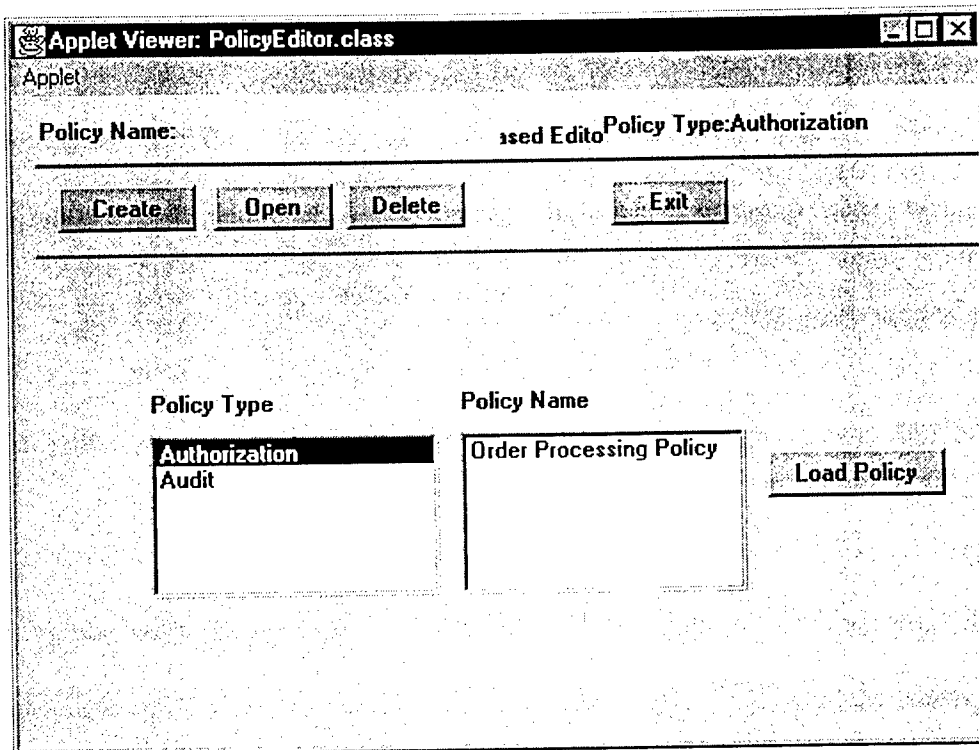 Applet Viewer: PolicyEditor.class
Applet
Policy Name:
ased Edito Policy Type:Authorization
Create Open Delete Exit
Policy Type Policy Name
Authorization
Audit
Order Processing Policy
Load Policy